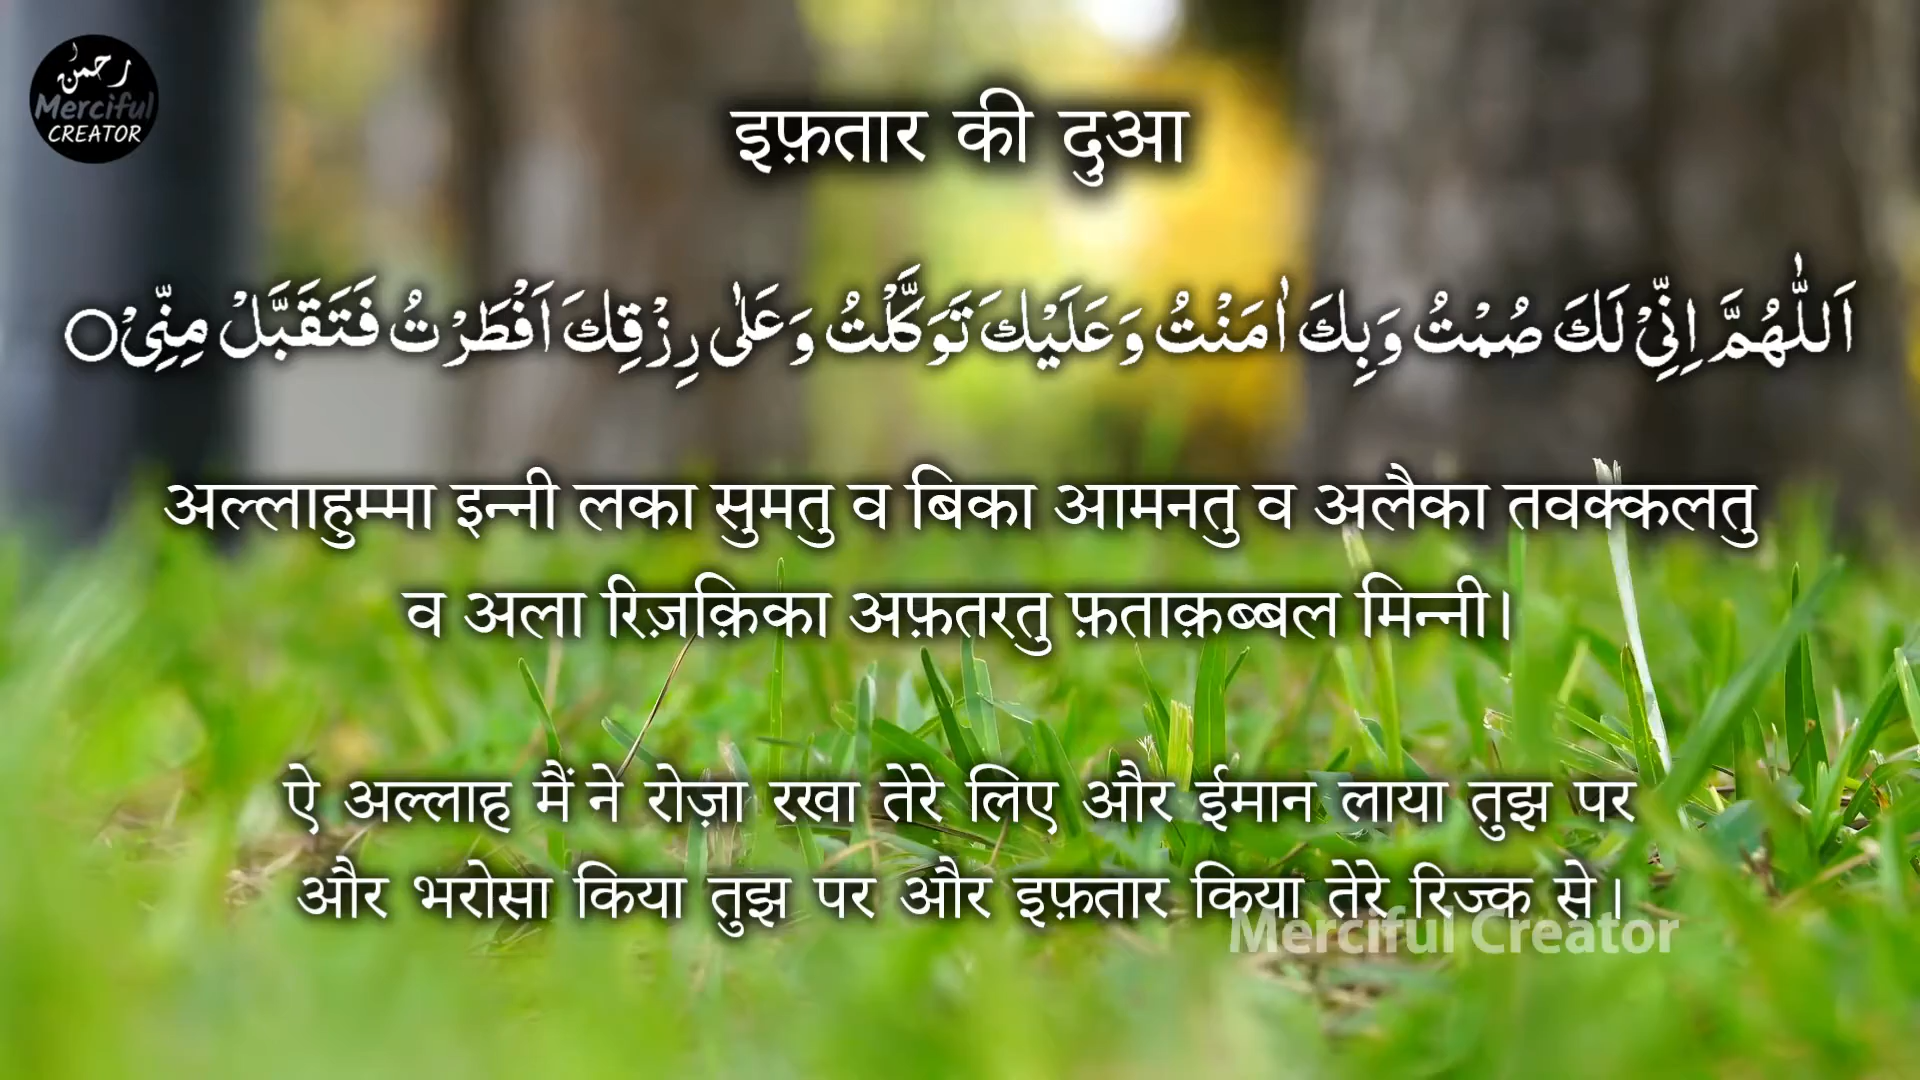 رحمن
Merciful
CREATOR
इफ़तार की दुआ
اَللّٰهُمَّ اِنِّیْ لَكَ صُمْتُ وَبِكَ اٰمَنْتُ وَعَلَیْكَ تَوَكَّلْتُ وَعَلٰی رِزْقِكَ اَفْطَرْتُ فَتَقَبَّلْ مِنِّیْ○
अल्लाहुम्मा इन्नी लका सुमतु व बिका आमनतु व अलैका तवक्कलतु
व अला रिज़क़िका अफ़तरतु फ़ताक़ब्बल मिन्नी।
ऐ अल्लाह मैं ने रोज़ा रखा तेरे लिए और ईमान लाया तुझ पर
और भरोसा किया तुझ पर और इफ़तार किया तेरे रिज्क से।
Merciful Creator